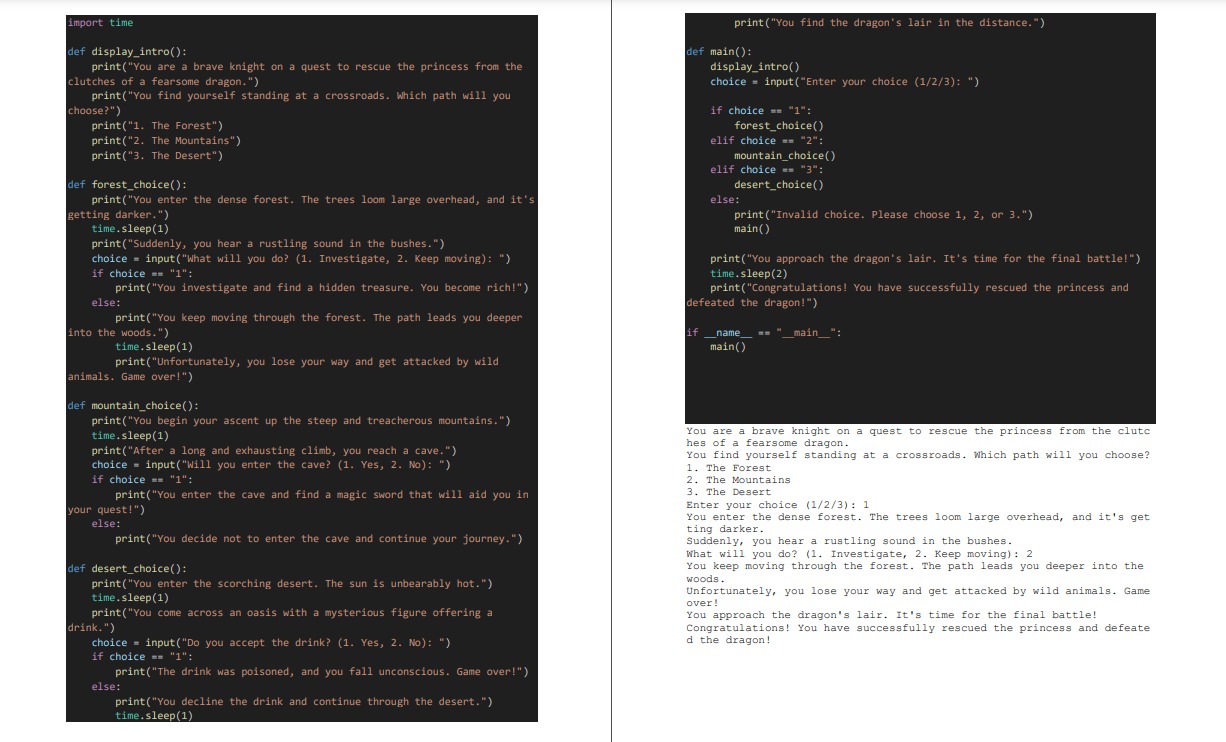 import time
def display_intro():
    print("You are a brave knight on a quest to rescue the princess from the
clutches of a fearsome dragon.")
    print("You find yourself standing at a crossroads. Which path will you
choose?")
    print("1. The Forest")
    print("2. The Mountains")
    print("3. The Desert")
def forest_choice():
    print("You enter the dense forest. The trees loom large overhead, and it's
getting darker.")
    time.sleep(1)
    print("Suddenly, you hear a rustling sound in the bushes.")
    choice = input("What will you do? (1. Investigate, 2. Keep moving): ")
    if choice == "1":
        print("You investigate and find a hidden treasure. You become rich!")
    else:
        print("You keep moving through the forest. The path leads you deeper
into the woods.")
        time.sleep(1)
        print("Unfortunately, you lose your way and get attacked by wild
animals. Game over!")
def mountain_choice():
    print("You begin your ascent up the steep and treacherous mountains.")
    time.sleep(1)
    print("After a long and exhausting climb, you reach a cave.")
    choice = input("Will you enter the cave? (1. Yes, 2. No): ")
    if choice == "1":
        print("You enter the cave and find a magic sword that will aid you in
your quest!")
    else:
        print("You decide not to enter the cave and continue your journey.")
def desert_choice():
    print("You enter the scorching desert. The sun is unbearably hot.")
    time.sleep(1)
    print("You come across an oasis with a mysterious figure offering a
drink.")
    choice = input("Do you accept the drink? (1. Yes, 2. No): ")
    if choice == "1":
        print("The drink was poisoned, and you fall unconscious. Game over!")
    else:
        print("You decline the drink and continue through the desert.")
        time.sleep(1)
        print("You find the dragon's lair in the distance.")
def main():
    display_intro()
    choice = input("Enter your choice (1/2/3): ")
    if choice == "1":
        forest_choice()
    elif choice == "2":
        mountain_choice()
    elif choice == "3":
        desert_choice()
    else:
        print("Invalid choice. Please choose 1, 2, or 3.")
        main()
    print("You approach the dragon's lair. It's time for the final battle!")
    time.sleep(2)
    print("Congratulations! You have successfully rescued the princess and
defeated the dragon!")
if __name__ == "__main__":
    main()
You are a brave knight on a quest to rescue the princess from the clutc
hes of a fearsome dragon.
You find yourself standing at a crossroads. Which path will you choose?
1. The Forest
2. The Mountains
3. The Desert
Enter your choice (1/2/3): 1
You enter the dense forest. The trees loom large overhead, and it's get
ting darker.
Suddenly, you hear a rustling sound in the bushes.
What will you do? (1. Investigate, 2. Keep moving): 2
You keep moving through the forest. The path leads you deeper into the
woods.
Unfortunately, you lose your way and get attacked by wild animals. Game
over!
You approach the dragon's lair. It's time for the final battle!
Congratulations! You have successfully rescued the princess and defeate
d the dragon!